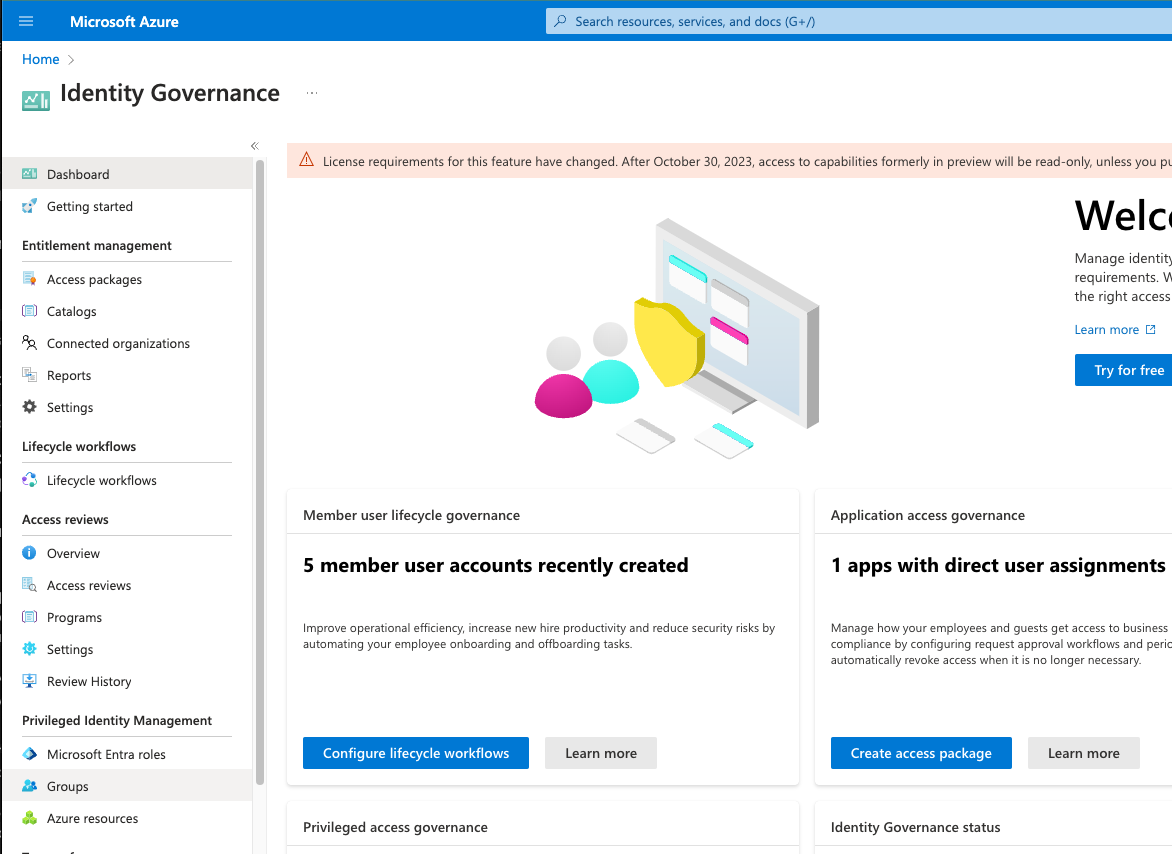 Microsoft Azure
Search resources, services, and docs (G+/)
Home
Identity Governance
Dashboard
Getting started
Entitlement management
Access packages
Catalogs
Connected organizations
Reports
Settings
Lifecycle workflows
Lifecycle workflows
Access reviews
Overview
Access reviews
Programs
Settings
Review History
Privileged Identity Management
Microsoft Entra roles
Groups
Azure resources
License requirements for this feature have changed. After October 30, 2023, access to capabilities formerly in preview will be read-only, unless you pu
Welc
Manage identity
requirements. W
the right access
Learn more
Try for free
Member user lifecycle governance
5 member user accounts recently created
Improve operational efficiency, increase new hire productivity and reduce security risks by
automating your employee onboarding and offboarding tasks.
Configure lifecycle workflows
Learn more
Application access governance
1 apps with direct user assignments
Manage how your employees and guests get access to business
compliance by configuring request approval workflows and perio
automatically revoke access when it is no longer necessary.
Create access package
Learn more
Privileged access governance
Identity Governance status